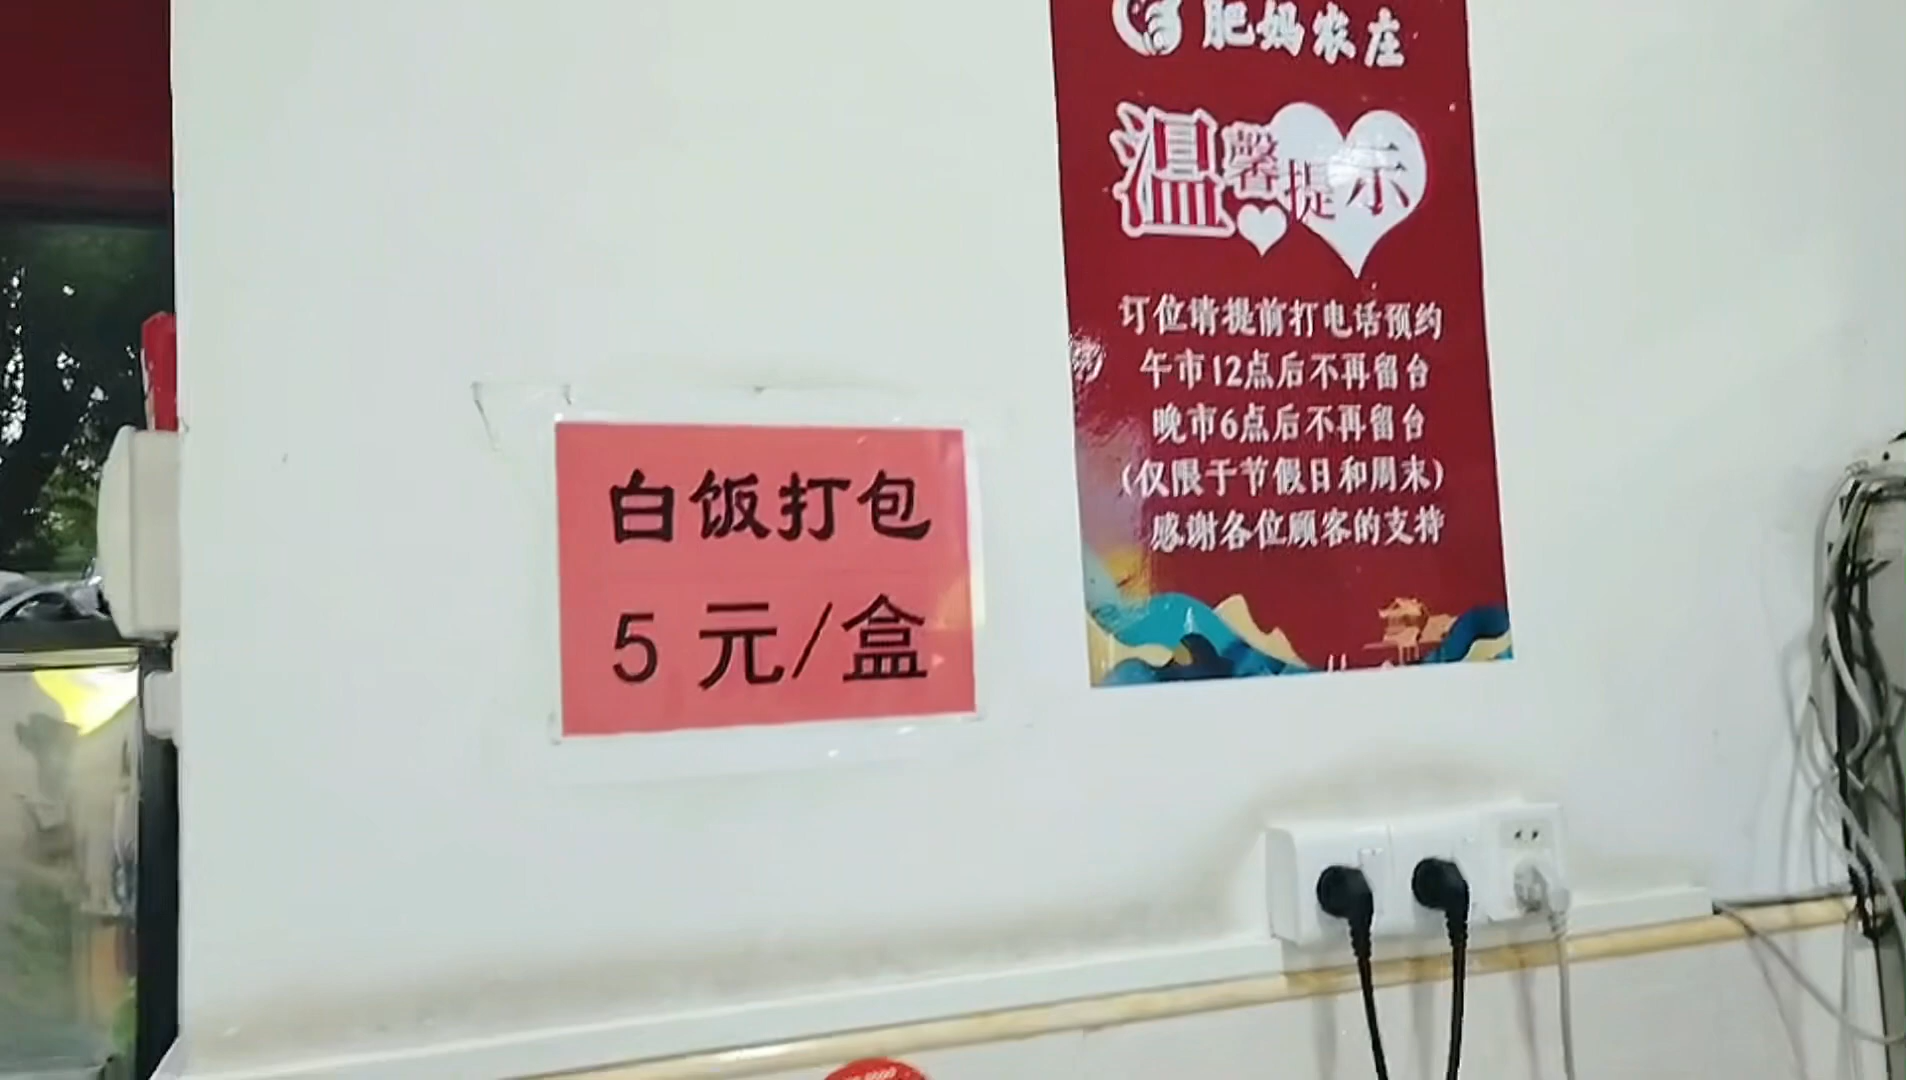 肥妈农庄
温馨提示
订位请提前打电话预约
午市12点后不再留台
晚市6点后不再留台
(仅限于节假日和周末)
感谢各位顾客的支持
白饭打包
5元/盒